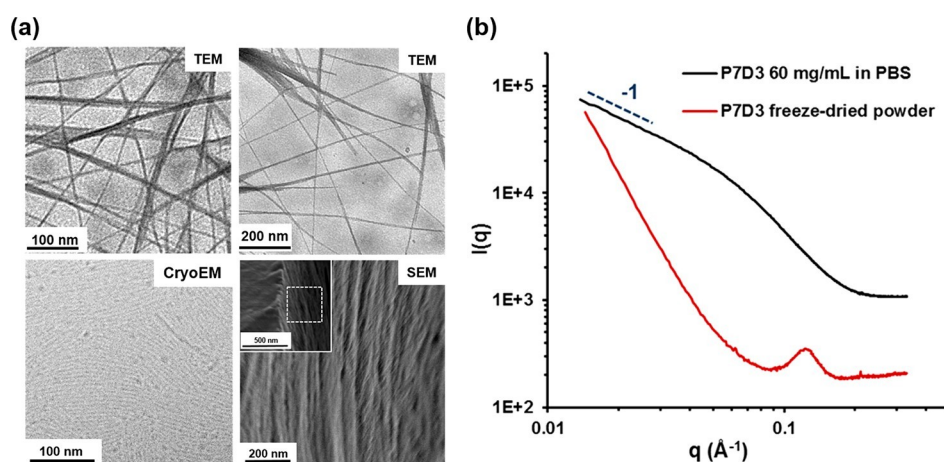 (a)
TEM
100 nm
TEM
200 nm
CryoEM
100 nm
SEM
500 nm
200 nm
(b)
P7D3 60 mg/mL in PBS
P7D3 freeze-dried powder
-1
1E+5
1E+4
1E+3
1E+2
I(q)
0.01
0.1
1
q (Å⁻¹)